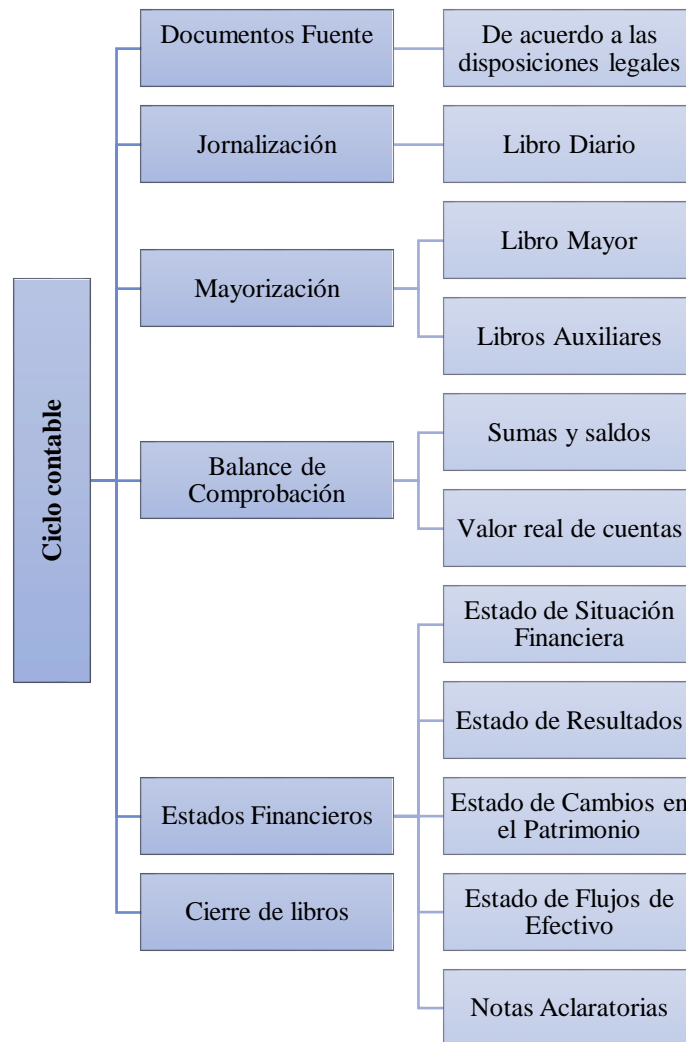 Ciclo contable
Documentos Fuente
De acuerdo a las
disposiciones legales
Jornalización
Libro Diario
Mayorización
Libro Mayor
Libros Auxiliares
Balance de
Comprobación
Sumas y saldos
Valor real de cuentas
Estados Financieros
Estado de Situación
Financiera
Estado de Resultados
Estado de Cambios en
el Patrimonio
Estado de Flujos de
Efectivo
Notas Aclaratorias
Cierre de libros